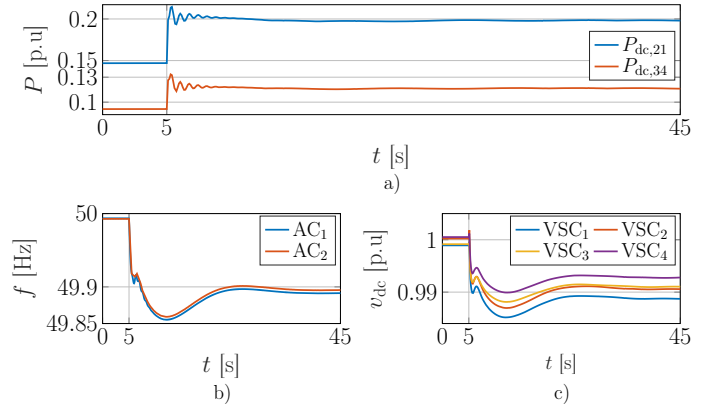 0.2
0.15
0.13
0.1
P [p.u]
P_dc,21
P_dc,34
0 5 45
t [s]
a)
50
49.9
49.85
f [Hz]
AC_1
AC_2
0 5 45
t [s]
b)
1
0.99
v_dc [p.u]
VSC_1 VSC_2
VSC_3 VSC_4
0 5 45
t [s]
c)